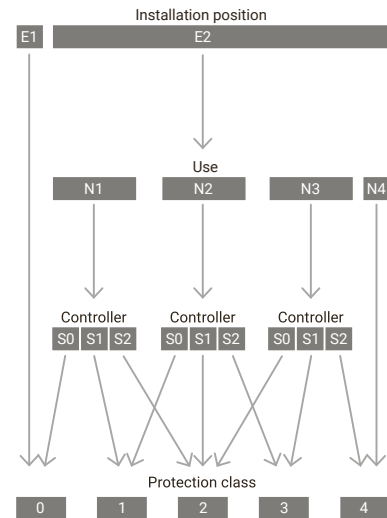 Installation position
E1 E2
Use
N1 N2 N3 N4
Controller Controller Controller
S0 S1 S2 S0 S1 S2 S0 S1 S2
Protection class
0 1 2 3 4